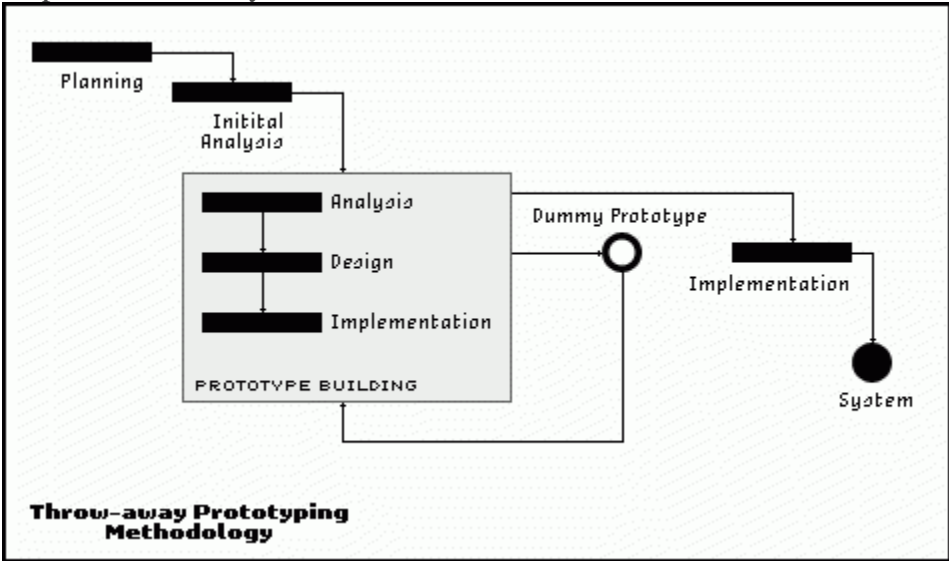 Planning
Initital
Analysis
Analysis
Dummy Prototype
Design
Implementation
Implementation
PROTOTYPE BUILDING
System
Throw-away Prototyping
Methodology